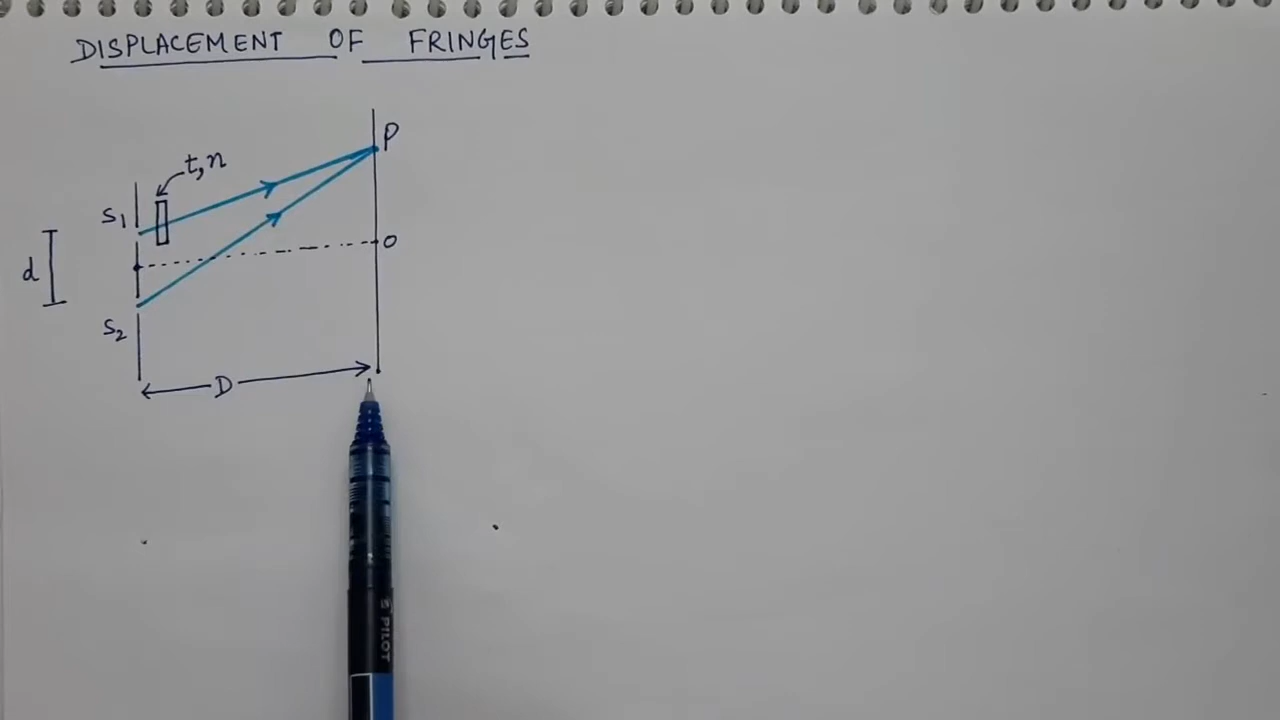 DISPLACEMENT OF FRINGES
P
t, n
S1
O
d
S2
D
PILOT